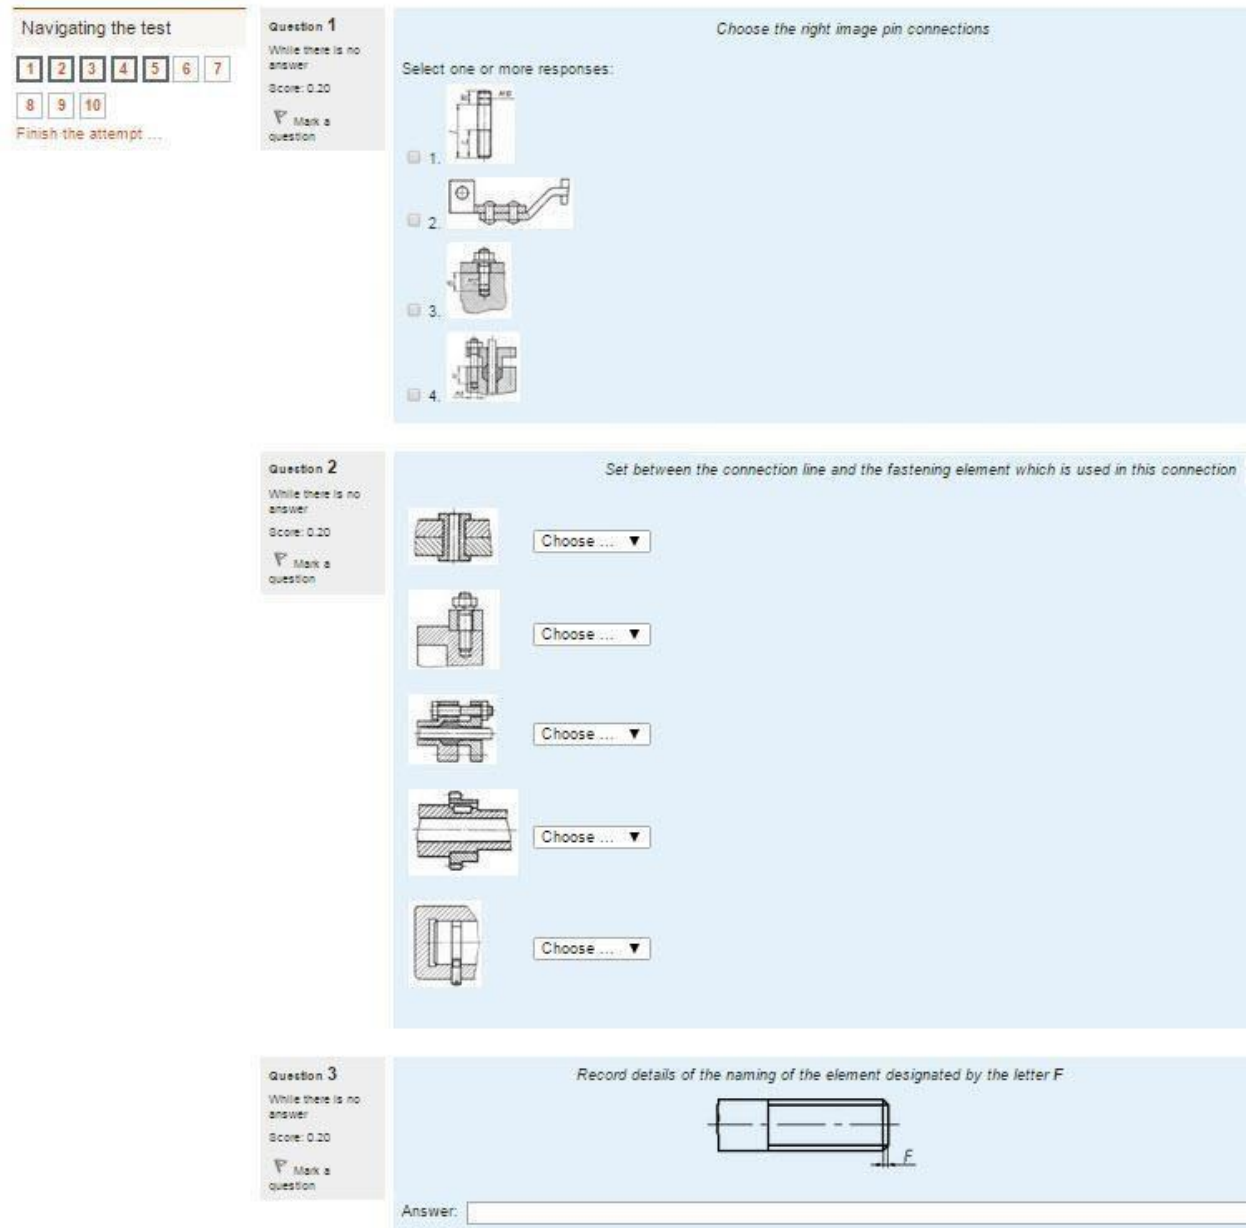 Navigating the test
1 2 3 4 5 6 7
8 9 10
Finish the attempt ...
Question 1
While there is no
answer
Score: 0.20
Mark a
question
Choose the right image pin connections
Select one or more responses:
1.
2.
3.
4.
Question 2
While there is no
answer
Score: 0.20
Mark a
question
Set between the connection line and the fastening element which is used in this connection
Choose ...
Choose ...
Choose ...
Choose ...
Choose ...
Question 3
While there is no
answer
Score: 0.20
Mark a
question
Record details of the naming of the element designated by the letter F
F
Answer: